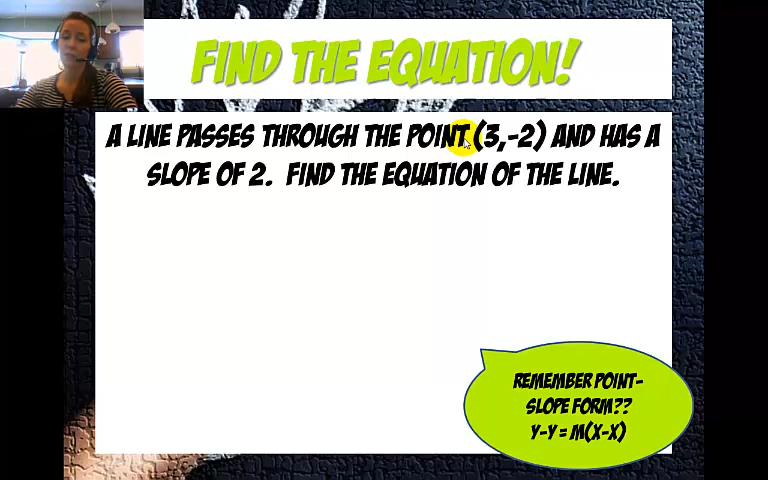 FIND THE EQUATION!
A LINE PASSES THROUGH THE POINT (3,-2) AND HAS A
SLOPE OF 2. FIND THE EQUATION OF THE LINE.
REMEMBER POINT-
SLOPE FORM??
Y-Y = M(X-X)